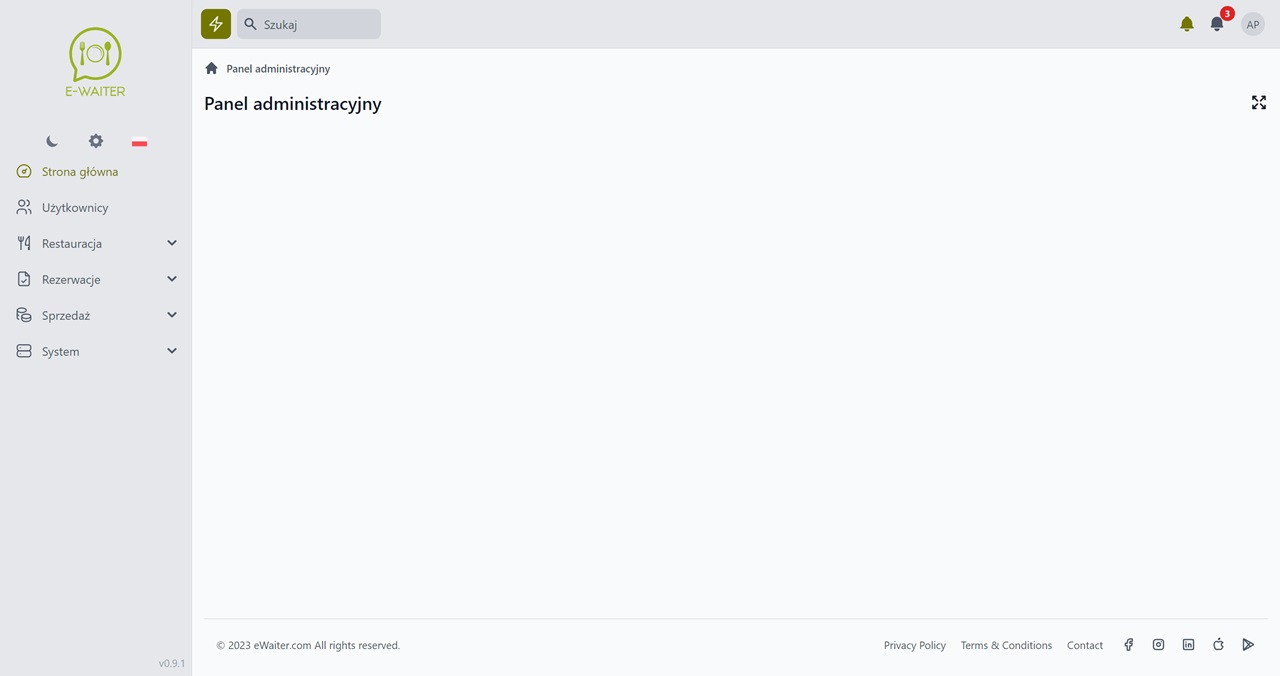 E-WAITER
Szukaj
3
AP
Panel administracyjny
Panel administracyjny
Strona główna
Użytkownicy
Restauracja
Rezerwacje
Sprzedaż
System
v0.9.1
© 2023 eWaiter.com All rights reserved.
Privacy Policy
Terms & Conditions
Contact